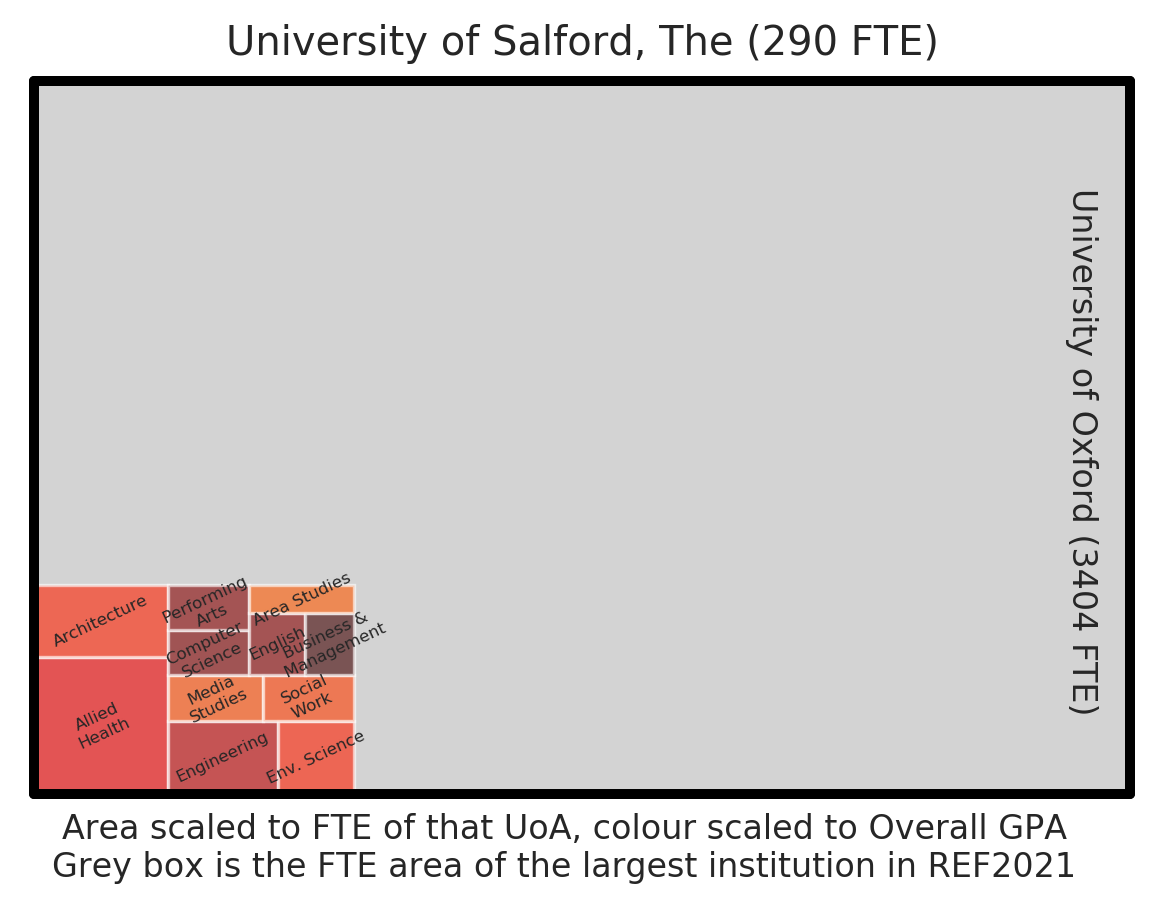 University of Salford, The (290 FTE)
University of Oxford (3404 FTE)
Architecture
Performing
Arts
Area Studies
Computer
Science
English
Business &
Management
Allied
Health
Media
Studies
Social
Work
Engineering
Env. Science
Area scaled to FTE of that UoA, colour scaled to Overall GPA
Grey box is the FTE area of the largest institution in REF2021